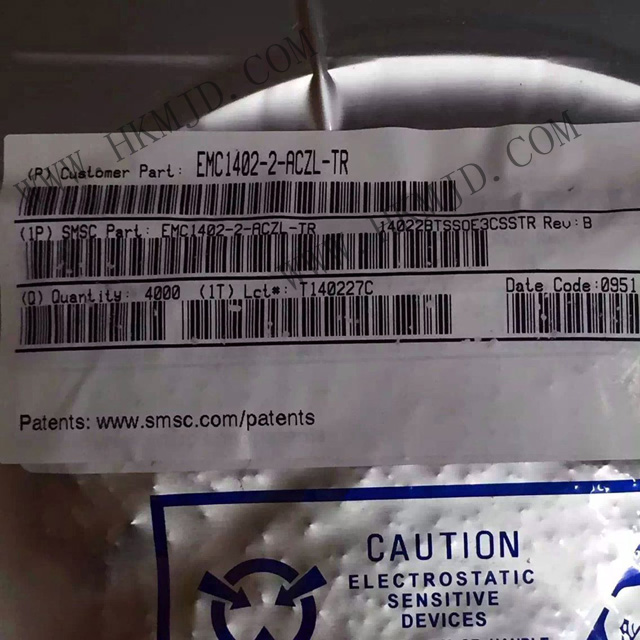 WWW.HKMJD.COM
WWW.HKMJD.COM
(P) Customer Part: EMC1402-2-ACZL-TR
(1P) SMSC Part: EMC1402-2-ACZL-TR 140228TSSOE3CSSTR Rev:B
(Q) Quantity: 4000 (1T) Lot#: T140227C Date Code:0951
Patents: www.smsc.com/patents
CAUTION
ELECTROSTATIC
SENSITIVE
DEVICES